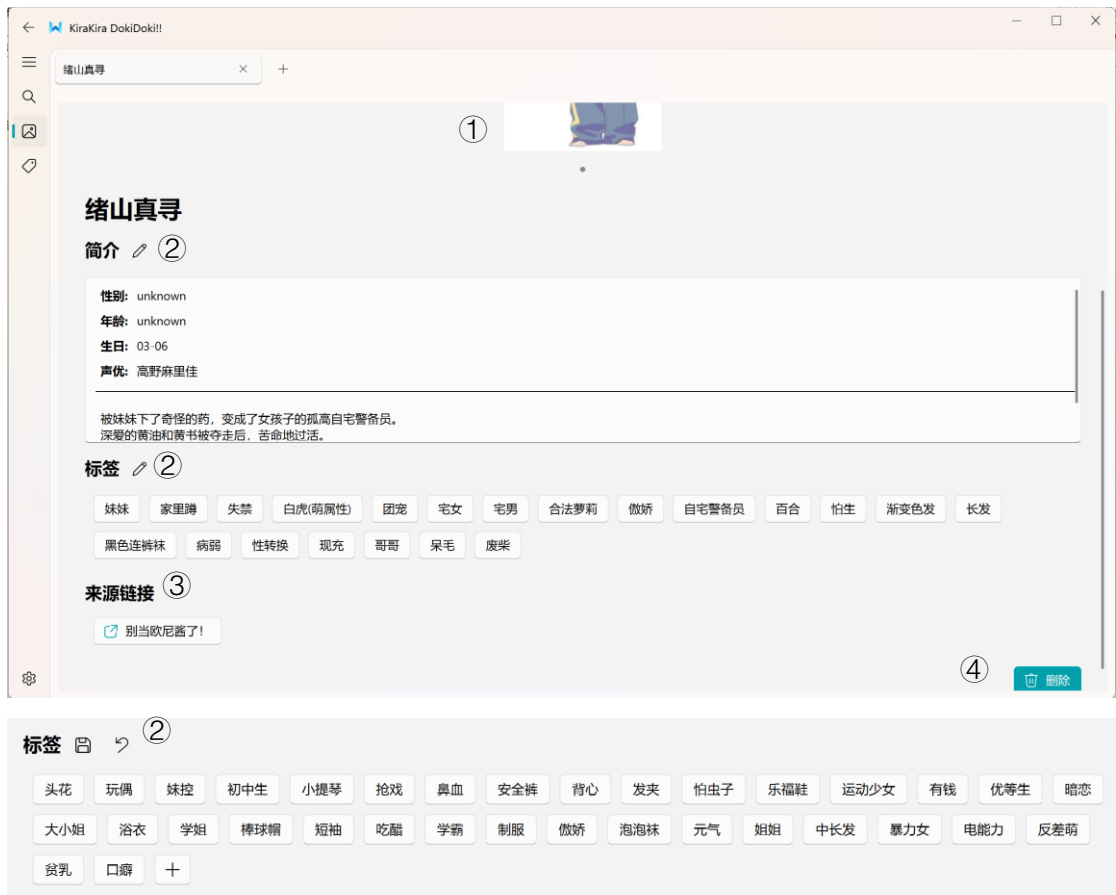 KiraKira DokiDoki!!
绪山真寻
①
绪山真寻
简介 ②
性别: unknown
年龄: unknown
生日: 03-06
声优: 高野麻里佳
被妹妹下了奇怪的药，变成了女孩子的孤高自宅警备员。
深爱的黄油和黄书被夺走后，苦命地过活。
标签 ②
妹妹 家里蹲 失禁 白虎(萌属性) 团宠 宅女 宅男 合法萝莉 傲娇 自宅警备员 百合 怕生 渐变色发 长发
黑色连裤袜 病弱 性转换 现充 哥哥 呆毛 废柴
来源链接 ③
别当欧尼酱了!
④
删除
标签 ②
头花 玩偶 妹控 初中生 小提琴 抢戏 鼻血 安全裤 背心 发夹 怕虫子 乐福鞋 运动少女 有钱 优等生 暗恋
大小姐 浴衣 学姐 棒球帽 短袖 吃醋 学霸 制服 傲娇 泡泡袜 元气 姐姐 中长发 暴力女 电能力 反差萌
贫乳 口癖